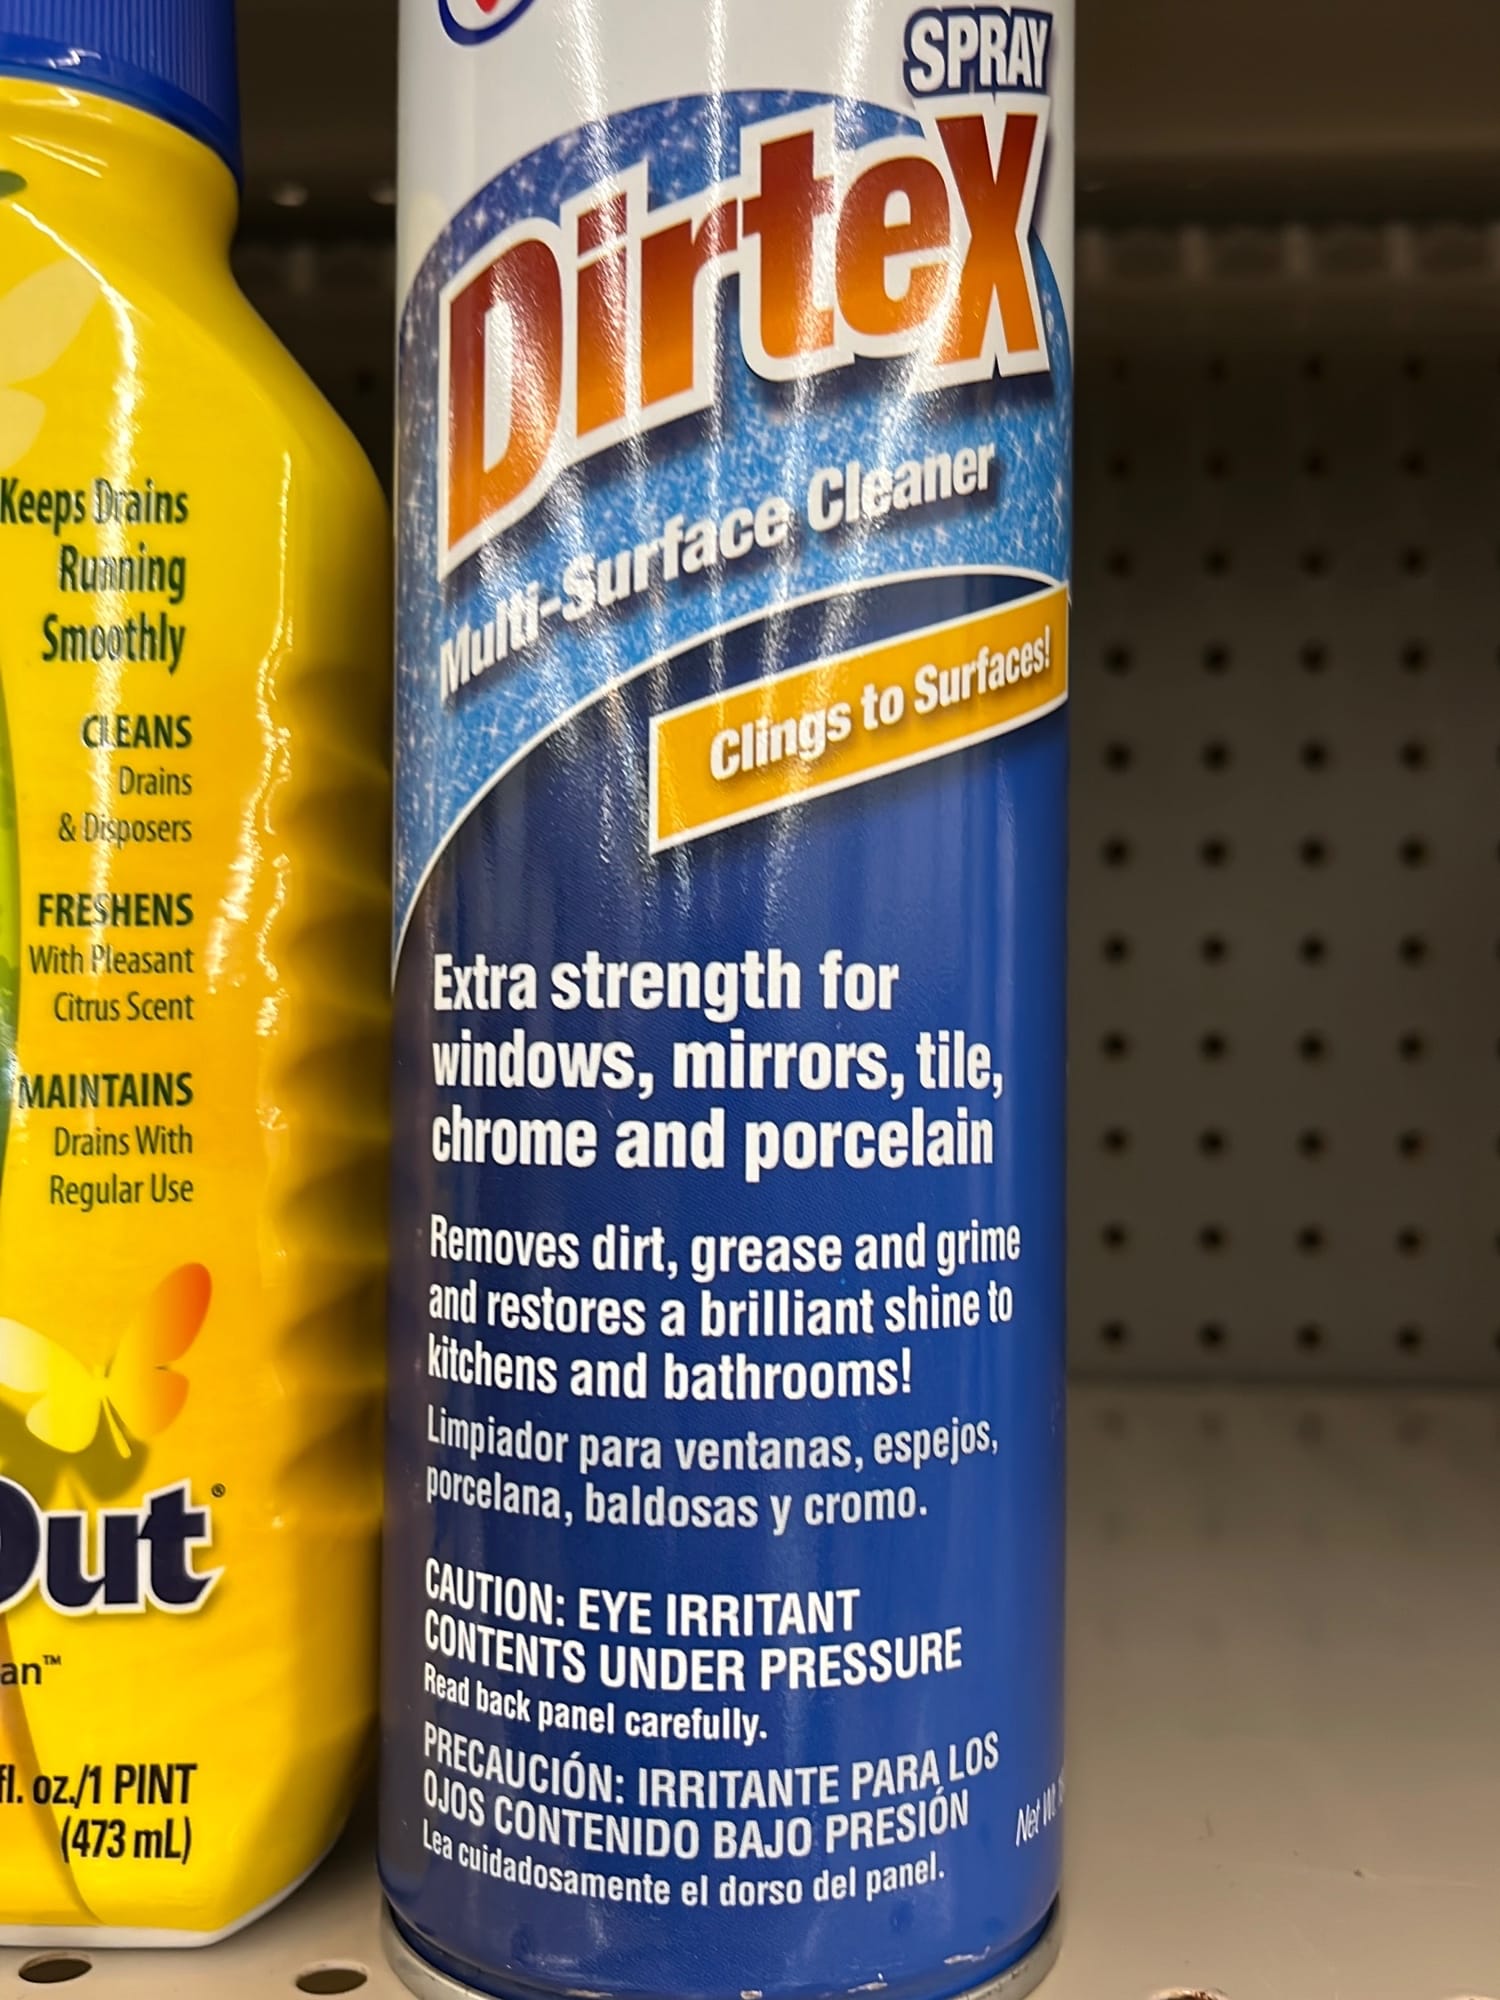 Keeps Drains
Running
Smoothly
CLEANS
Drains
& Disposers
FRESHENS
With Pleasant
Citrus Scent
MAINTAINS
Drains With
Regular Use
Out®
fl. oz./1 PINT
(473 mL)
SPRAY
Dirtex
Multi-Surface Cleaner
Clings to Surfaces!
Extra strength for
windows, mirrors, tile,
chrome and porcelain
Removes dirt, grease and grime
and restores a brilliant shine to
kitchens and bathrooms!
Limpiador para ventanas, espejos,
porcelana, baldosas y cromo.
CAUTION: EYE IRRITANT
CONTENTS UNDER PRESSURE
Read back panel carefully.
PRECAUCIÓN: IRRITANTE PARA LOS
OJOS CONTENIDO BAJO PRESIÓN
Lea cuidadosamente el dorso del panel.
Net Wt.